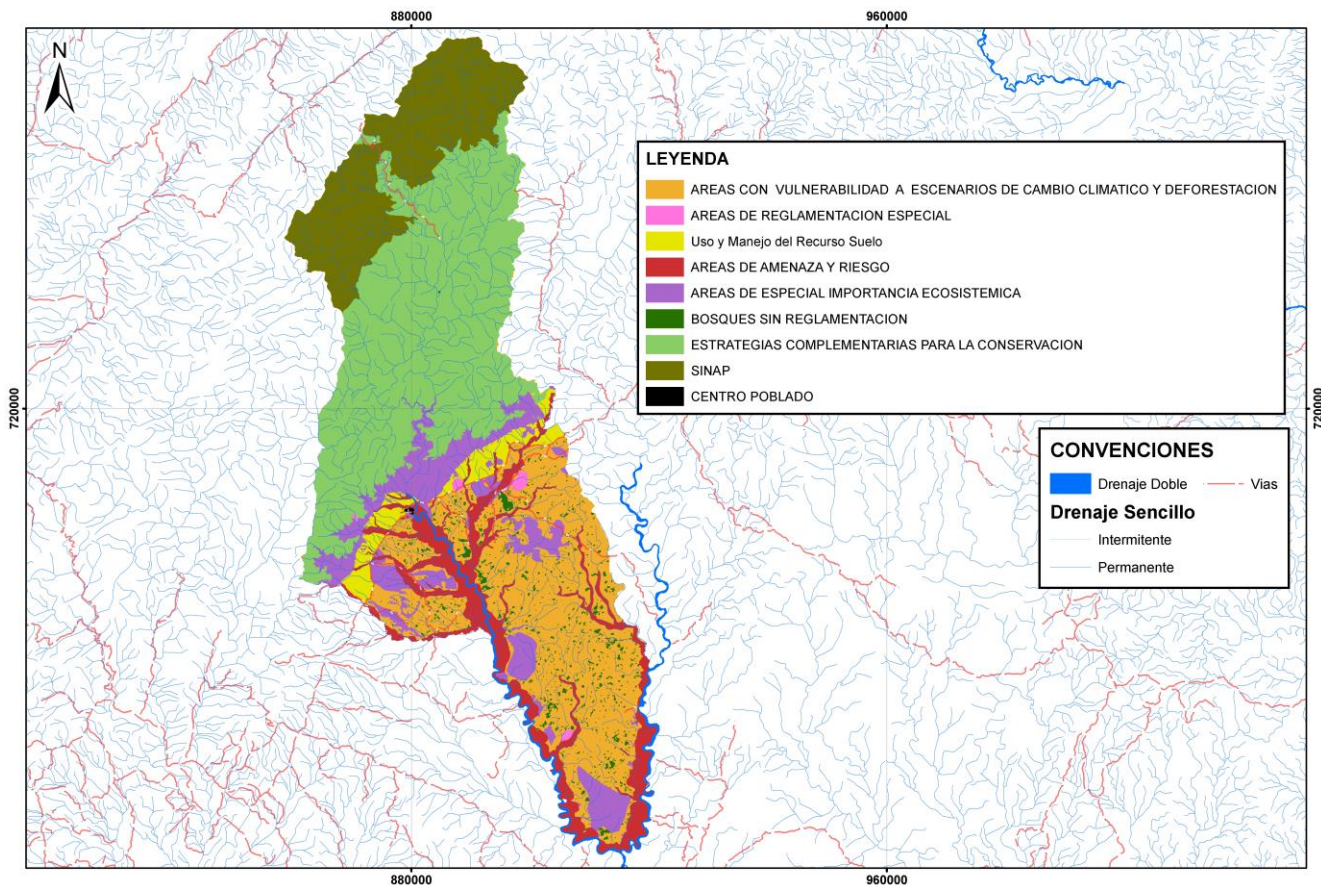 880000
960000
N
LEYENDA
AREAS CON VULNERABILIDAD A ESCENARIOS DE CAMBIO CLIMATICO Y DEFORESTACION
AREAS DE REGLAMENTACION ESPECIAL
Uso y Manejo del Recurso Suelo
AREAS DE AMENAZA Y RIESGO
AREAS DE ESPECIAL IMPORTANCIA ECOSISTEMICA
BOSQUES SIN REGLAMENTACION
ESTRATEGIAS COMPLEMENTARIAS PARA LA CONSERVACION
SINAP
CENTRO POBLADO
720000
720000
CONVENCIONES
Drenaje Doble
Vias
Drenaje Sencillo
Intermitente
Permanente
880000
960000